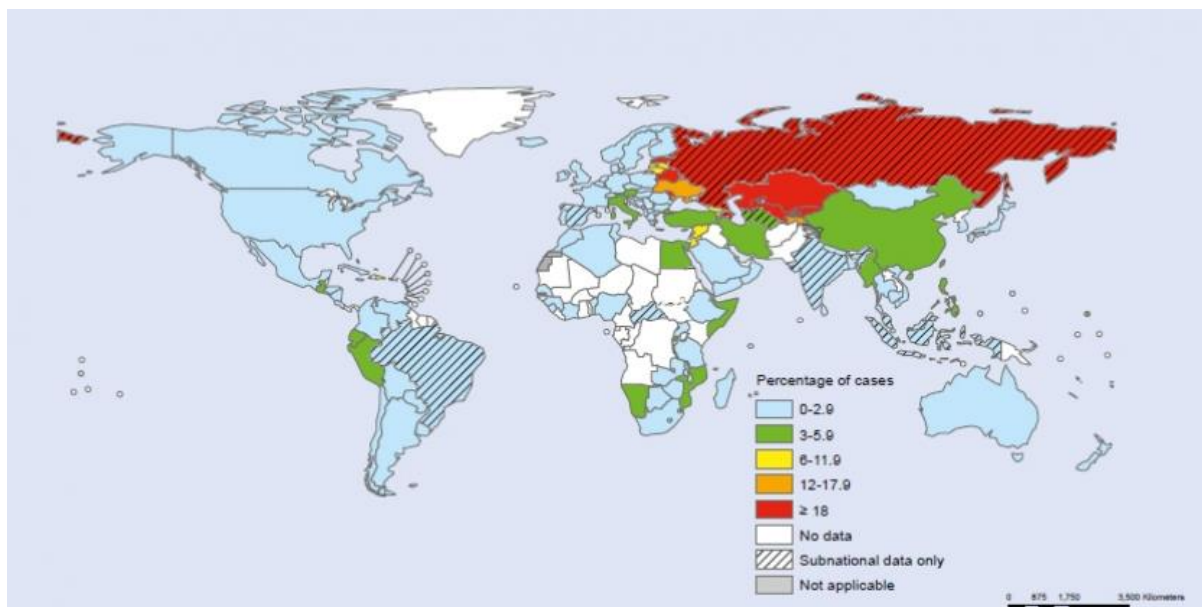 Percentage of cases
0-2.9
3-5.9
6-11.9
12-17.9
≥ 18
No data
Subnational data only
Not applicable
0 875 1,750 3,500 Kilometers